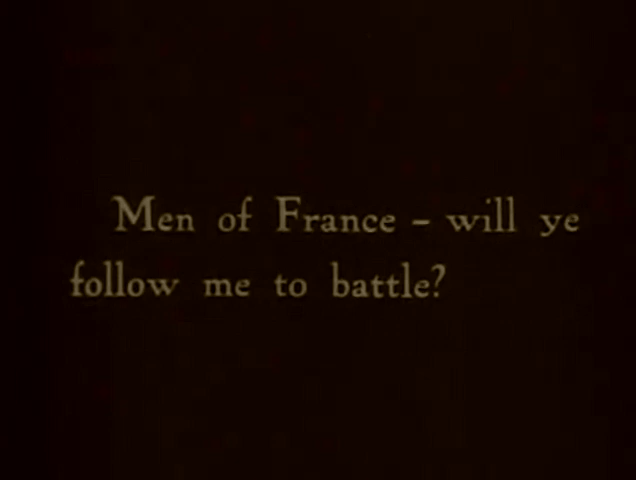 Men of France – will ye
follow me to battle?